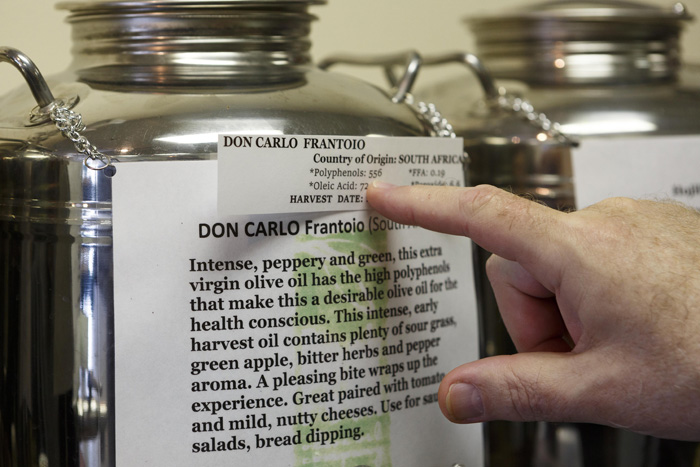 DON CARLO FRANTOIO
Country of Origin: SOUTH AFRICA
*Polyphenols: 556 *FFA: 0.19
*Oleic Acid:
HARVEST DATE:
DON CARLO Frantoio
Intense, peppery and green, this extra
virgin olive oil has the high polyphenols
that make this a desirable olive oil for the
health conscious. This intense, early
harvest oil contains plenty of sour grass,
green apple, bitter herbs and pepper
aroma. A pleasing bite wraps up the
experience. Great paired with tomato
and mild, nutty cheeses. Use for
salads, bread dipping.